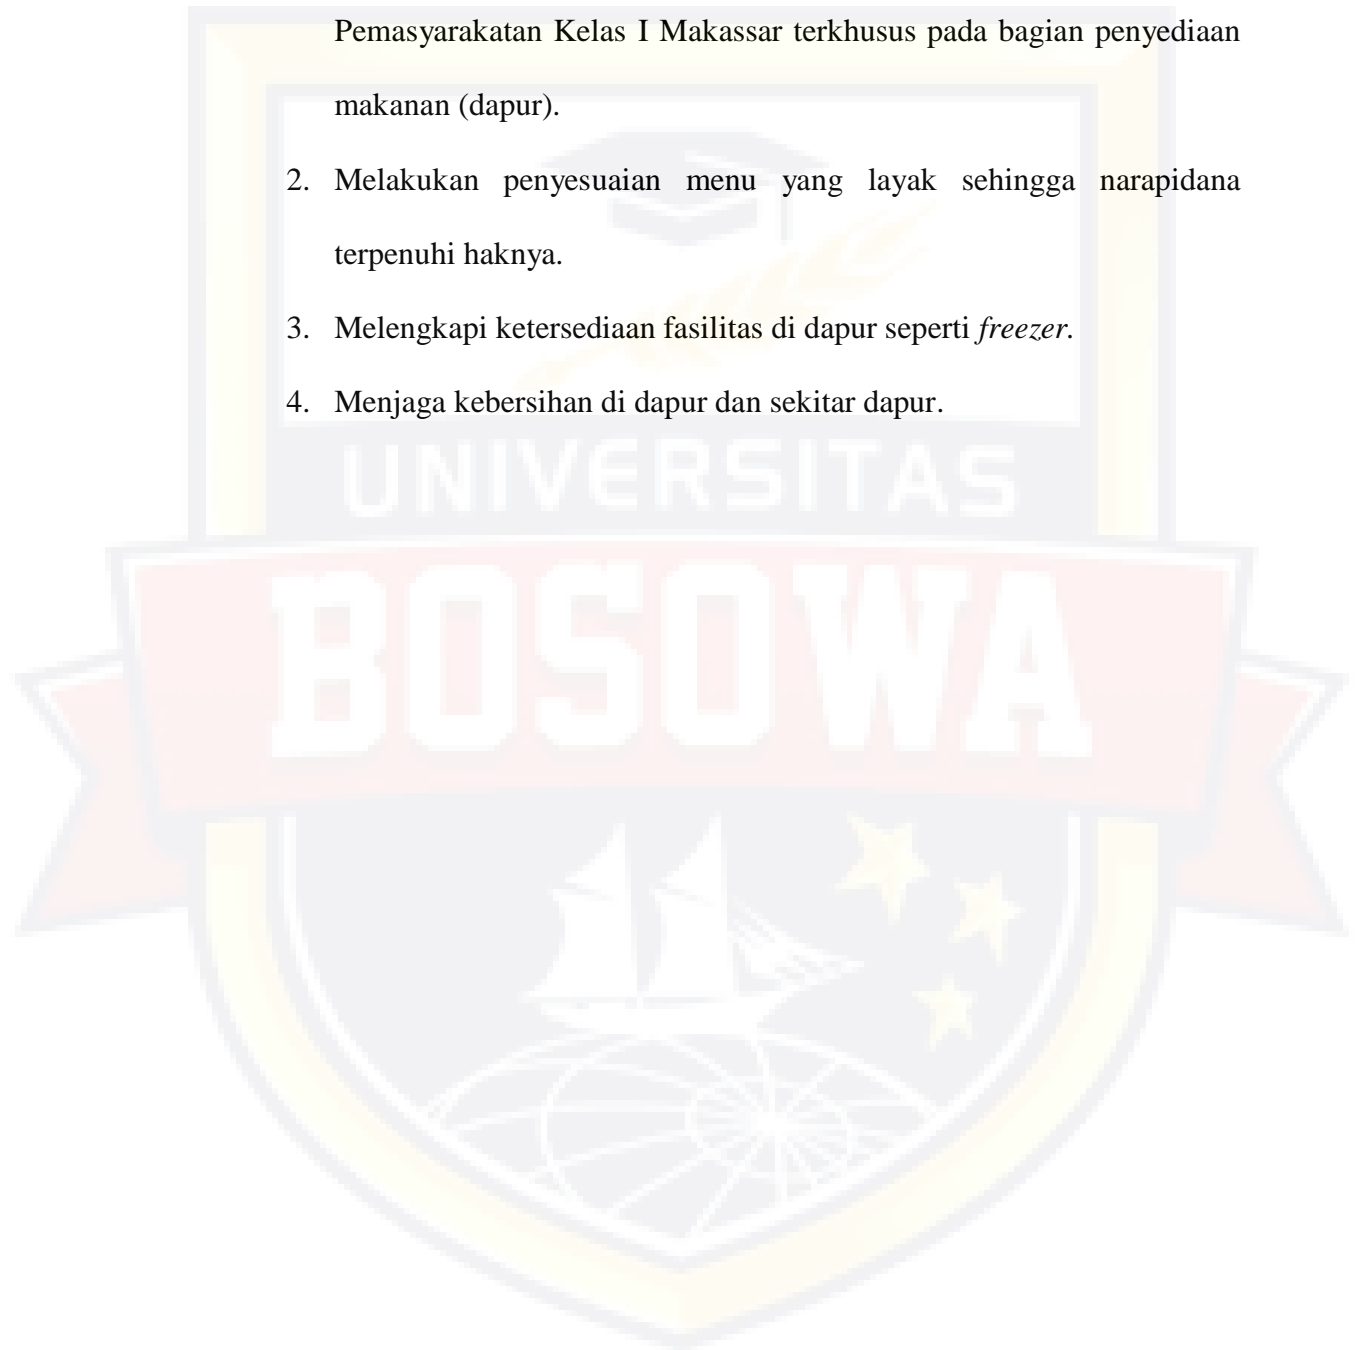 Pemasyarakatan Kelas I Makassar terkhusus pada bagian penyediaan
makanan (dapur).
2. Melakukan penyesuaian menu yang layak sehingga narapidana
terpenuhi haknya.
3. Melengkapi ketersediaan fasilitas di dapur seperti freezer.
4. Menjaga kebersihan di dapur dan sekitar dapur.
UNIVERSITAS
BOSOWA